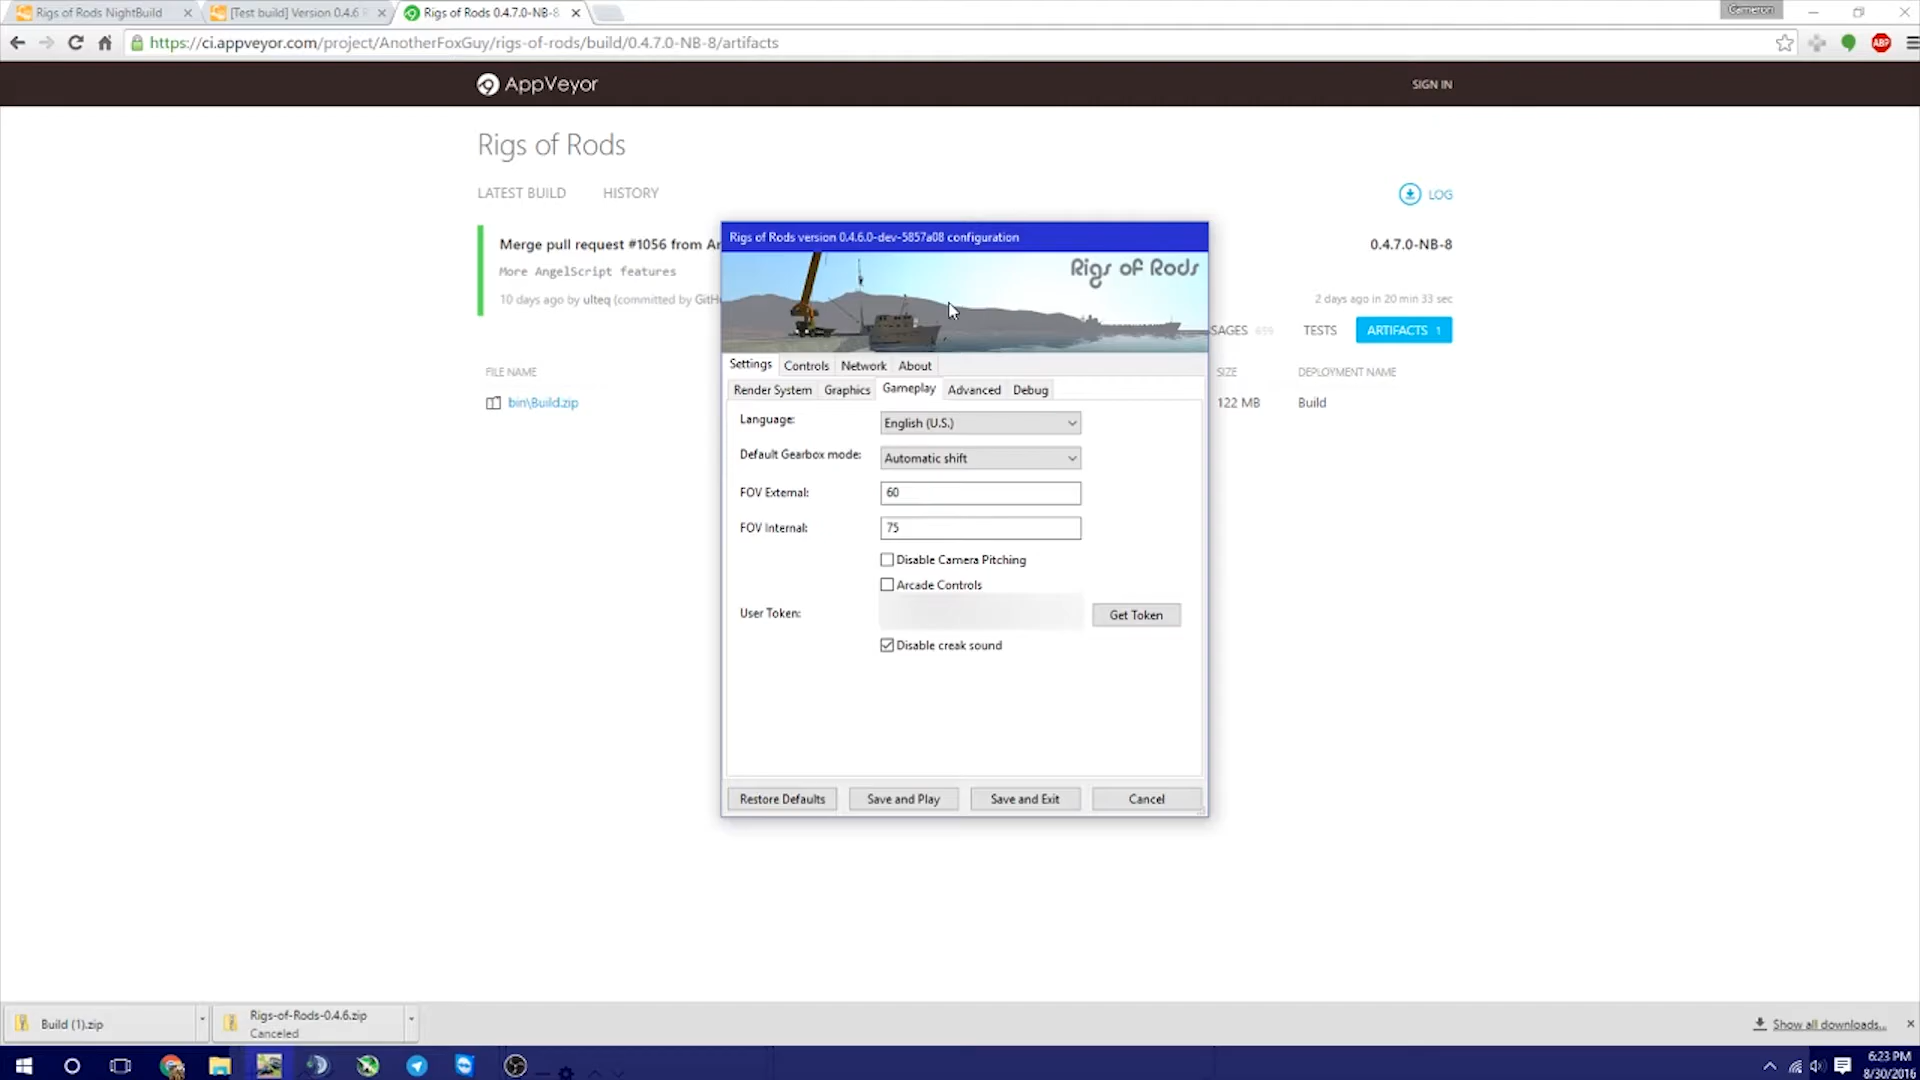 Rigs of Rods NightBuild
[Test build] Version 0.4.6 R
Rigs of Rods 0.4.7.0-NB-8
Cameron
https://ci.appveyor.com/project/AnotherFoxGuy/rigs-of-rods/build/0.4.7.0-NB-8/artifacts
ABP
AppVeyor
SIGN IN
Rigs of Rods
LATEST BUILD HISTORY
LOG
Merge pull request #1056 from An
0.4.7.0-NB-8
More AngelScript features
10 days ago by ulteq (committed by GitHu
2 days ago in 20 min 33 sec
SAGES 659 TESTS ARTIFACTS 1
FILE NAME SIZE DEPLOYMENT NAME
bin\Build.zip 122 MB Build
Rigs of Rods version 0.4.6.0-dev-5857a08 configuration
Rigs of Rods
Settings Controls Network About
Render System Graphics Gameplay Advanced Debug
Language: English (U.S.)
Default Gearbox mode: Automatic shift
FOV External: 60
FOV Internal: 75
Disable Camera Pitching
Arcade Controls
User Token: Get Token
Disable creak sound
Restore Defaults Save and Play Save and Exit Cancel
Build (1).zip
Rigs-of-Rods-0.4.6.zip
Canceled
Show all downloads...
6:23 PM
8/30/2016